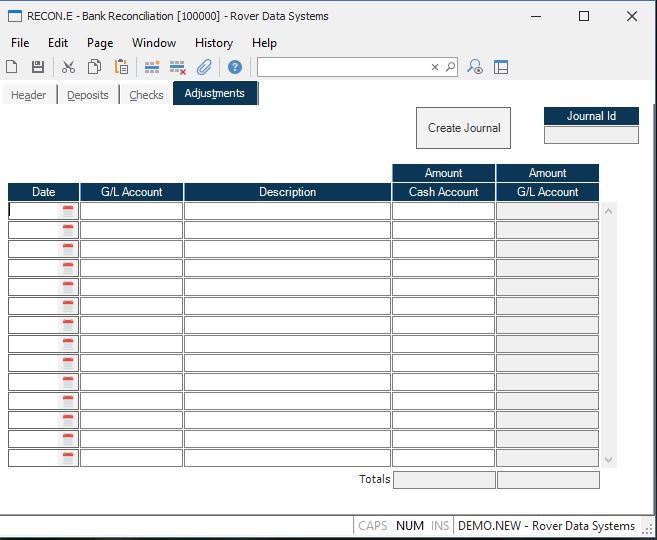 RECON.E - Bank Reconciliation [100000] - Rover Data Systems
File Edit Page Window History Help
Header Deposits Checks Adjustments
Create Journal
Journal Id
Amount Amount
Date G/L Account Description Cash Account G/L Account
Totals
CAPS NUM INS DEMO.NEW - Rover Data Systems